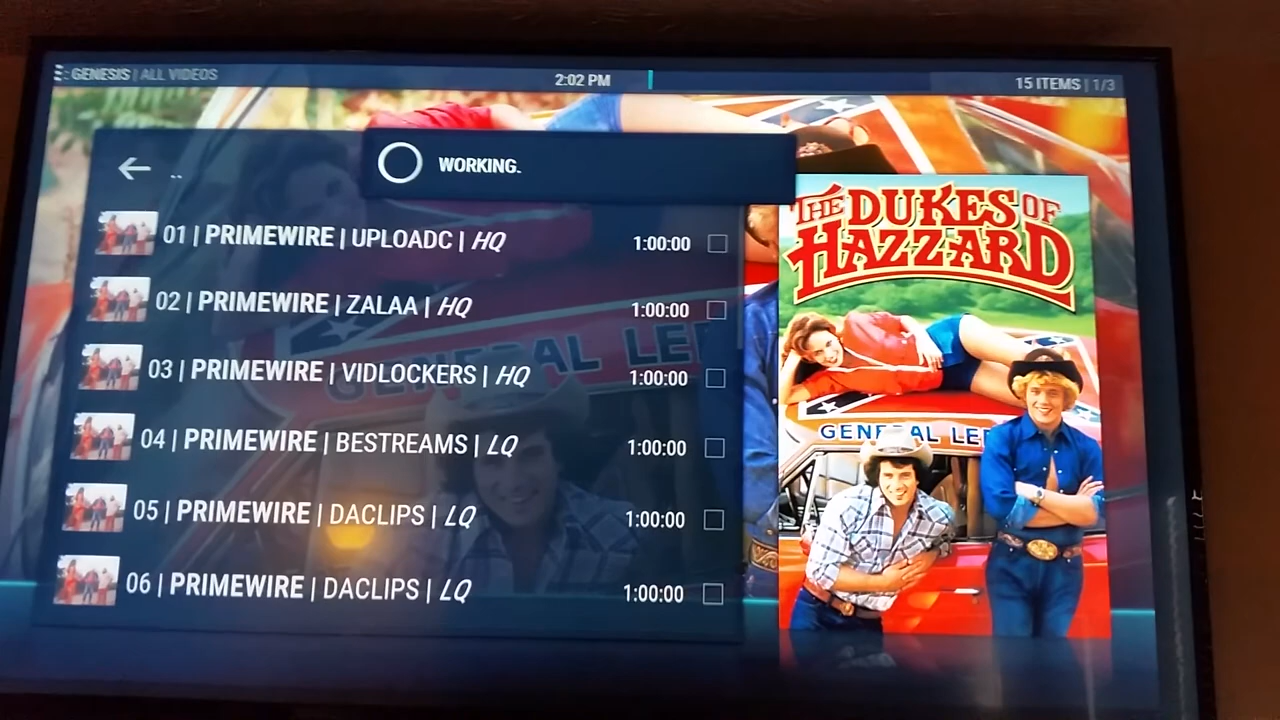 GENESIS | ALL VIDEOS
2:02 PM
15 ITEMS | 1/3
WORKING.
..
01 | PRIMEWIRE | UPLOADC | HQ 1:00:00
02 | PRIMEWIRE | ZALAA | HQ 1:00:00
03 | PRIMEWIRE | VIDLOCKERS | HQ 1:00:00
04 | PRIMEWIRE | BESTREAMS | LQ 1:00:00
05 | PRIMEWIRE | DACLIPS | LQ 1:00:00
06 | PRIMEWIRE | DACLIPS | LQ 1:00:00
GENERAL LEE
THE DUKES OF
HAZZARD
GENERAL LEE